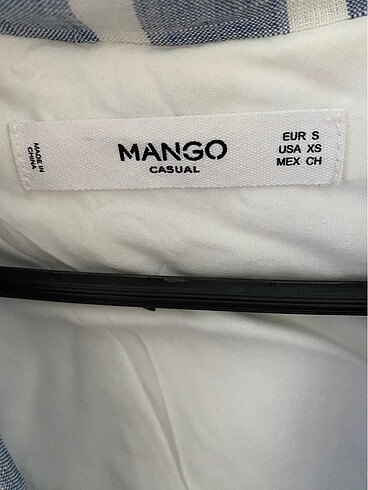 MADE IN
CHINA
MANGO
CASUAL
EUR S
USA XS
MEX CH